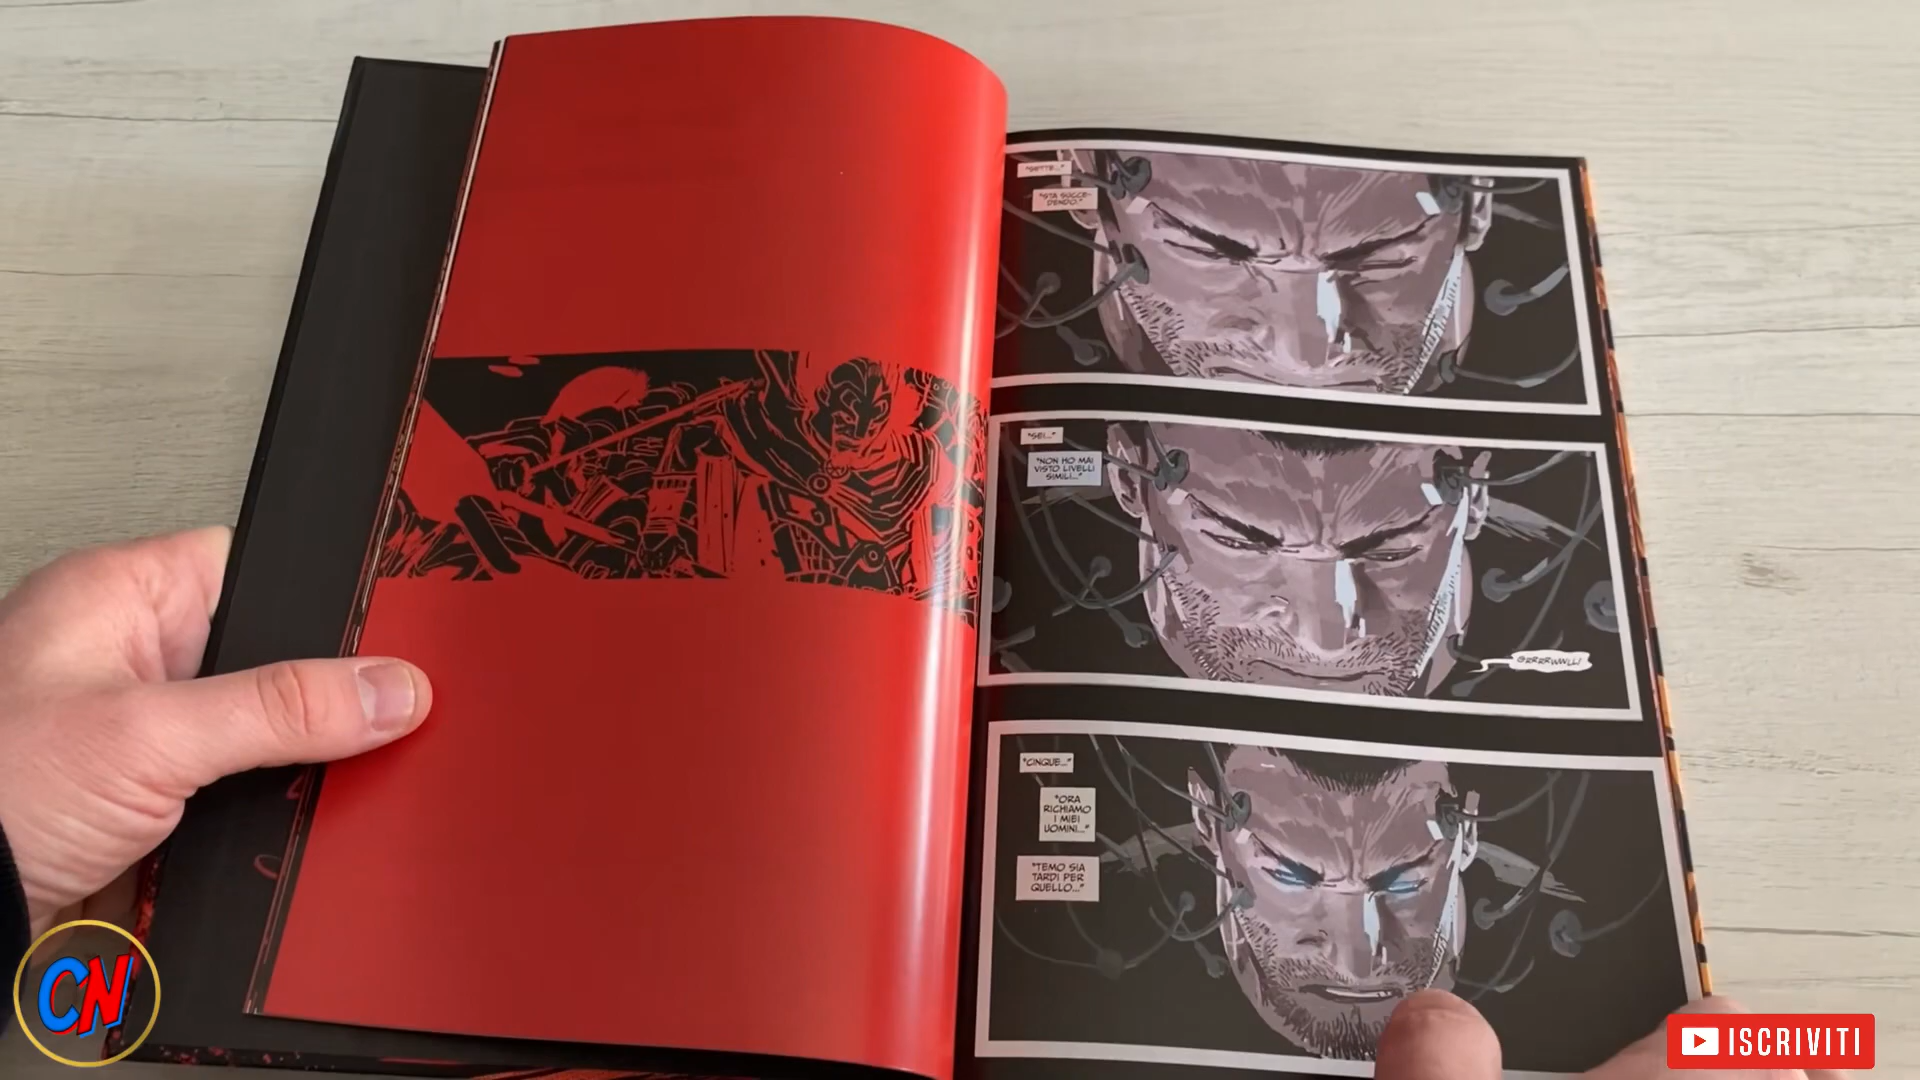 "SETTE..."
"STA SUCCE-
DENDO."
"SEI..."
"NON HO MAI
VISTO LIVELLI
SIMILI..."
GRRRRWWLL!
"CINQUE..."
"ORA
RICHIAMO
I MIEI
UOMINI..."
"TEMO SIA
TARDI PER
QUELLO..."
CN
ISCRIVITI